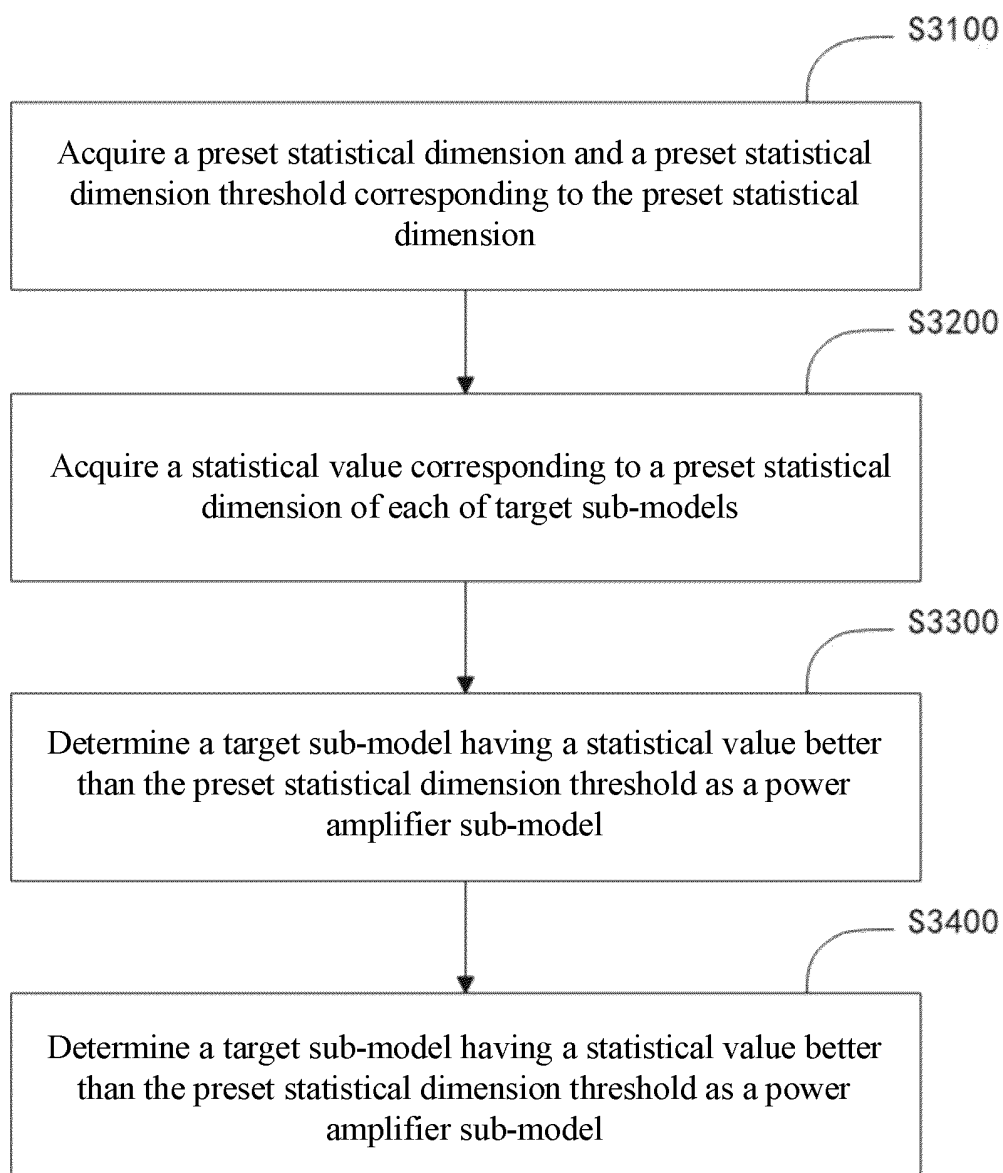 S3100
Acquire a preset statistical dimension and a preset statistical
dimension threshold corresponding to the preset statistical
dimension
S3200
Acquire a statistical value corresponding to a preset statistical
dimension of each of target sub-models
S3300
Determine a target sub-model having a statistical value better
than the preset statistical dimension threshold as a power
amplifier sub-model
S3400
Determine a target sub-model having a statistical value better
than the preset statistical dimension threshold as a power
amplifier sub-model